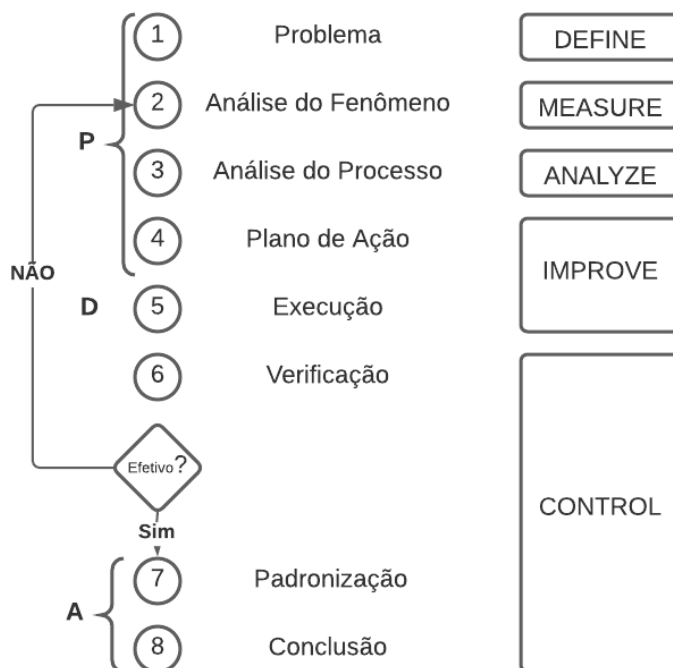 1 Problema DEFINE
2 Análise do Fenômeno MEASURE
P
3 Análise do Processo ANALYZE
4 Plano de Ação
IMPROVE
NÃO
D 5 Execução
6 Verificação
Efetivo?
CONTROL
Sim
7 Padronização
A
8 Conclusão